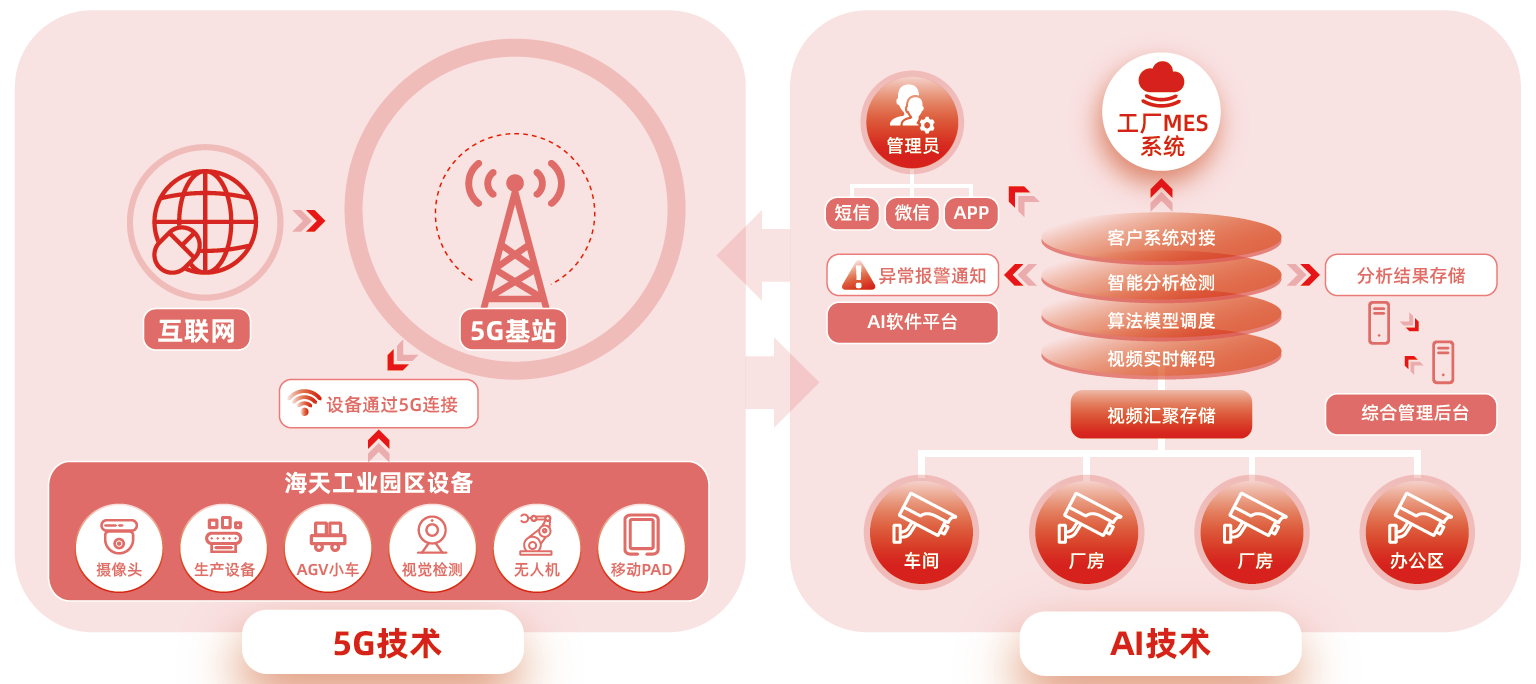 互联网
5G基站
设备通过5G连接
海天工业园区设备
摄像头
生产设备
AGV小车
视觉检测
无人机
移动PAD
5G技术
管理员
短信
微信
APP
工厂MES
系统
客户系统对接
智能分析检测
算法模型调度
视频实时解码
异常报警通知
AI软件平台
分析结果存储
综合管理后台
视频汇聚存储
车间
厂房
厂房
办公区
AI技术